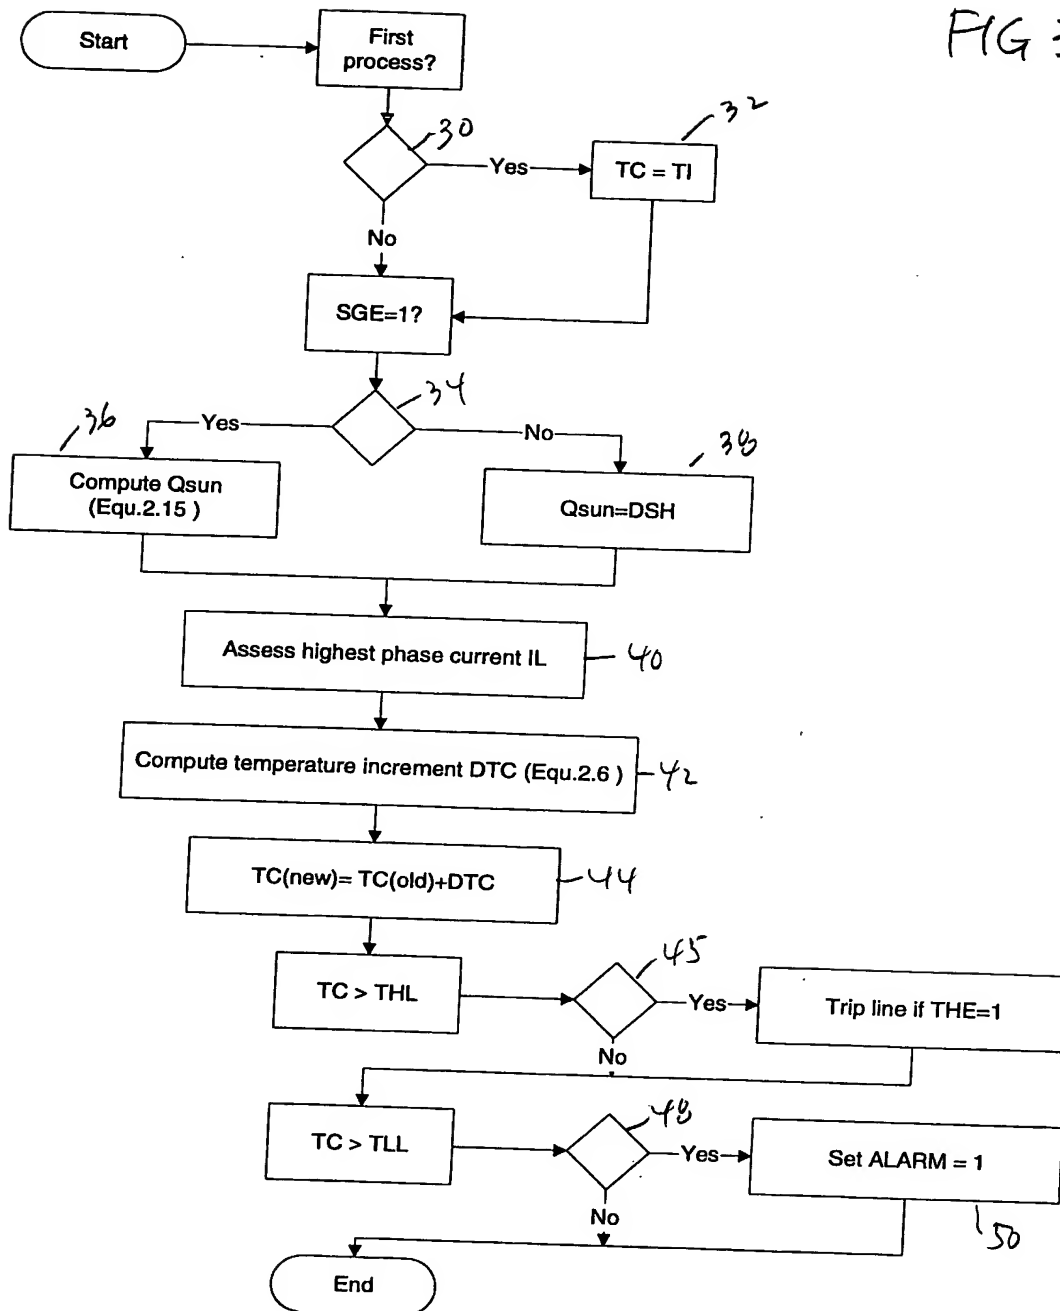 FIG 3
Start
First
process?
30
32
Yes
TC = TI
No
SGE=1?
34
36
Yes
No
38
Compute Qsun
(Equ.2.15 )
Qsun=DSH
Assess highest phase current IL
40
Compute temperature increment DTC (Equ.2.6 )
42
TC(new)= TC(old)+DTC
44
45
TC > THL
Yes
Trip line if THE=1
No
48
TC > TLL
Yes
Set ALARM = 1
No
50
End